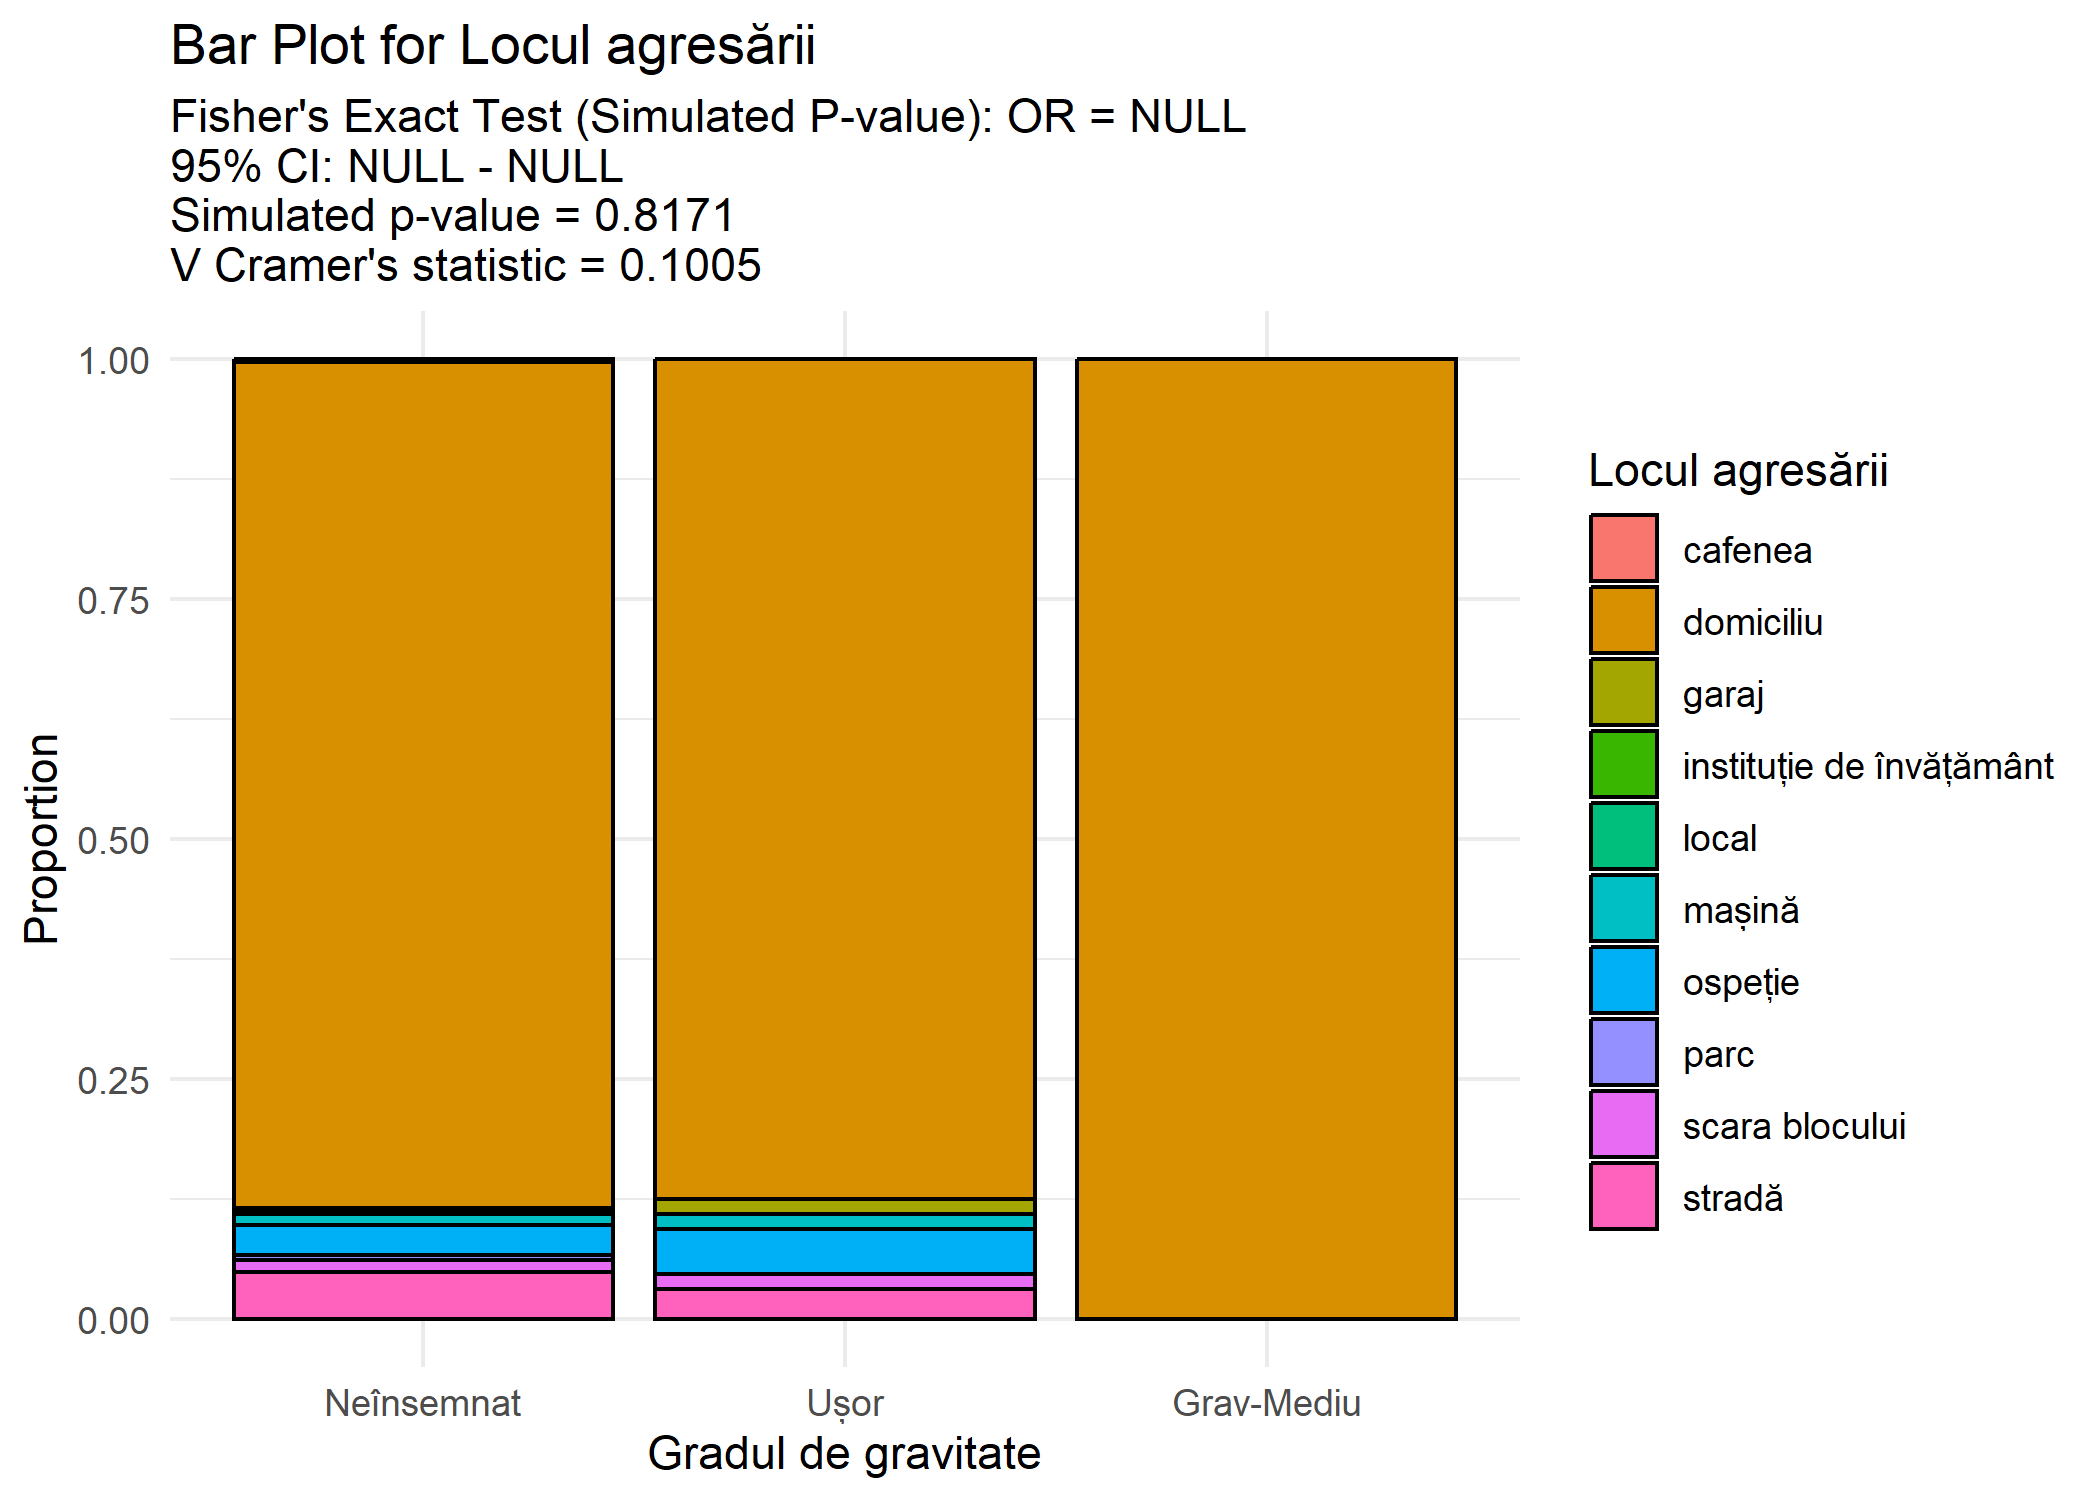 Bar Plot for Locul agresării
Fisher's Exact Test (Simulated P-value): OR = NULL
95% CI: NULL - NULL
Simulated p-value = 0.8171
V Cramer's statistic = 0.1005
1.00
0.75
0.50
0.25
0.00
Proportion
Neînsemnat
Ușor
Grav-Mediu
Gradul de gravitate
Locul agresării
cafenea
domiciliu
garaj
instituție de învățământ
local
mașină
ospeție
parc
scara blocului
stradă